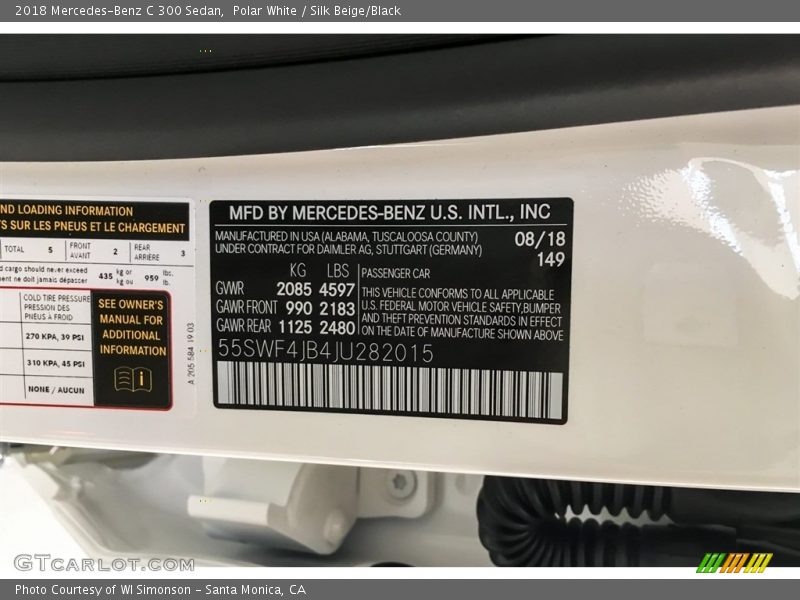 2018 Mercedes-Benz C 300 Sedan,  Polar White / Silk Beige/Black
ND LOADING INFORMATION
S SUR LES PNEUS ET LE CHARGEMENT
TOTAL 5 FRONT AVANT 2 REAR ARRIÈRE 3
d cargo should never exceed 435 kg or 959 lbs.
ent ne doit jamais dépasser kg ou lb.
COLD TIRE PRESSURE
PRESSION DES
PNEUS À FROID
270 KPA, 39 PSI
310 KPA, 45 PSI
NONE / AUCUN
SEE OWNER'S
MANUAL FOR
ADDITIONAL
INFORMATION
A 205 584 19 03
MFD BY MERCEDES-BENZ U.S. INTL., INC
MANUFACTURED IN USA (ALABAMA, TUSCALOOSA COUNTY) 08/18
UNDER CONTRACT FOR DAIMLER AG, STUTTGART (GERMANY) 149
KG LBS
GVWR 2085 4597
GAWR FRONT 990 2183
GAWR REAR 1125 2480
PASSENGER CAR
THIS VEHICLE CONFORMS TO ALL APPLICABLE
U.S. FEDERAL MOTOR VEHICLE SAFETY,BUMPER
AND THEFT PREVENTION STANDARDS IN EFFECT
ON THE DATE OF MANUFACTURE SHOWN ABOVE
55SWF4JB4JU282015
GTCARLOT.COM
Photo Courtesy of WI Simonson - Santa Monica, CA